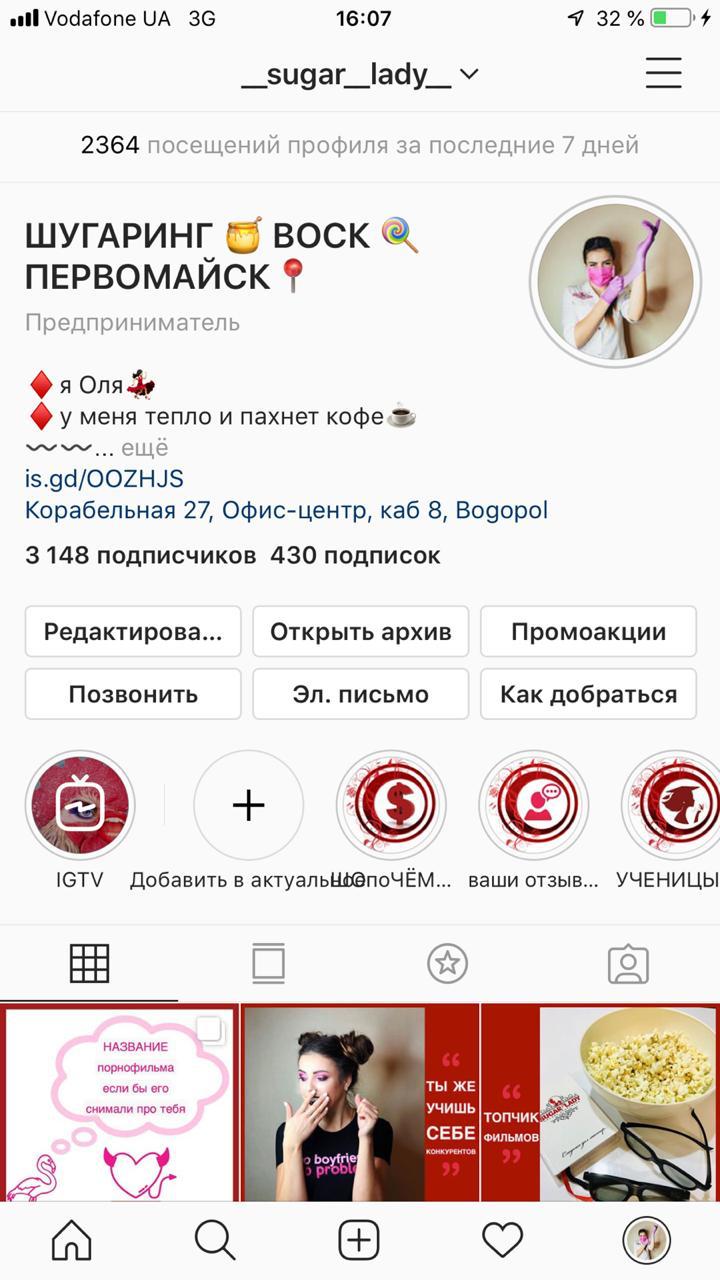 Vodafone UA 3G 16:07 32 %
__sugar__lady__
2364 посещений профиля за последние 7 дней
ШУГАРИНГ 🍯 ВОСК 🍭
ПЕРВОМАЙСК📍
Предприниматель
♦️ я Оля💃
♦️ у меня тепло и пахнет кофе☕
〰️〰️... ещё
is.gd/OOZHJS
Корабельная 27, Офис-центр, каб 8, Bogopol
3 148 подписчиков 430 подписок
Редактирова... Открыть архив Промоакции
Позвонить Эл. письмо Как добраться
IGTV Добавить в актуальное ШОпоЧЁМ... ваши отзыв... УЧЕНИЦЫ
НАЗВАНИЕ
порнофильма
если бы его
снимали про тебя
ТЫ ЖЕ
УЧИШЬ
СЕБЕ
КОНКУРЕНТОВ
ТОПЧИК
ФИЛЬМОВ
SUGAR LADY